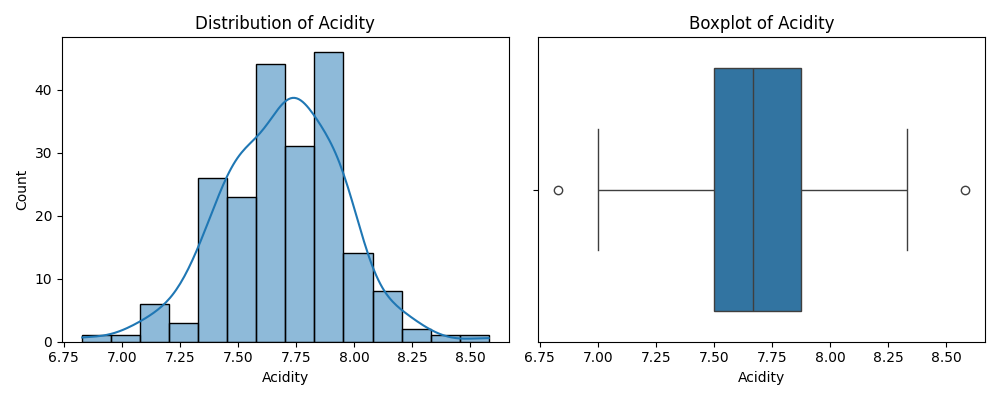 Distribution of Acidity
Count
40
30
20
10
0
6.75 7.00 7.25 7.50 7.75 8.00 8.25 8.50
Acidity
Boxplot of Acidity
6.75 7.00 7.25 7.50 7.75 8.00 8.25 8.50
Acidity